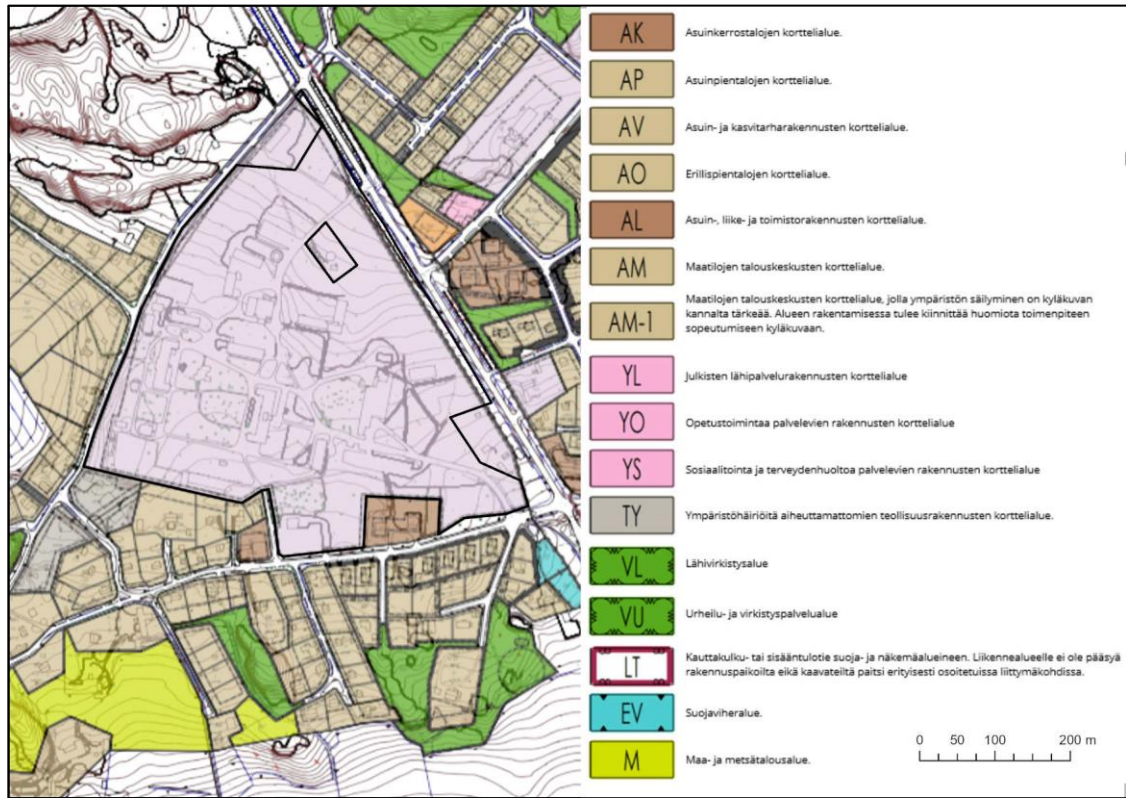 AK
Asuinkerrostalojen korttelialue.
AP
Asuinpientalojen korttelialue.
AV
Asuin- ja kasvitarharakennusten korttelialue.
AO
Erillispientalojen korttelialue.
AL
Asuin-, liike- ja toimistorakennusten korttelialue.
AM
Maatilojen talouskeskusten korttelialue.
AM-1
Maatilojen talouskeskusten korttelialue, jolla ympäristön säilyminen on kyläkuvan
kannalta tärkeää. Alueen rakentamisessa tulee kiinnittää huomiota toimenpiteen
sopeutumiseen kyläkuvaan.
YL
Julkisten lähipalvelurakennusten korttelialue
YO
Opetustoimintaa palvelevien rakennusten korttelialue
YS
Sosiaalitointa ja terveydenhuoltoa palvelevien rakennusten korttelialue
TY
Ympäristöhäiriöitä aiheuttamattomien teollisuusrakennusten korttelialue.
VL
Lähivirkistysalue
VU
Urheilu- ja virkistyspalvelualue
LT
Kauttakulku- tai sisääntulotie suoja- ja näkemäalueineen. Liikennealueelle ei ole pääsyä
rakennuspaikoilta eikä kaavateiltä paitsi erityisesti osoitetuissa liittymäkohdissa.
EV
Suojaviheralue.
M
Maa- ja metsätalousalue.
0 50 100 200 m